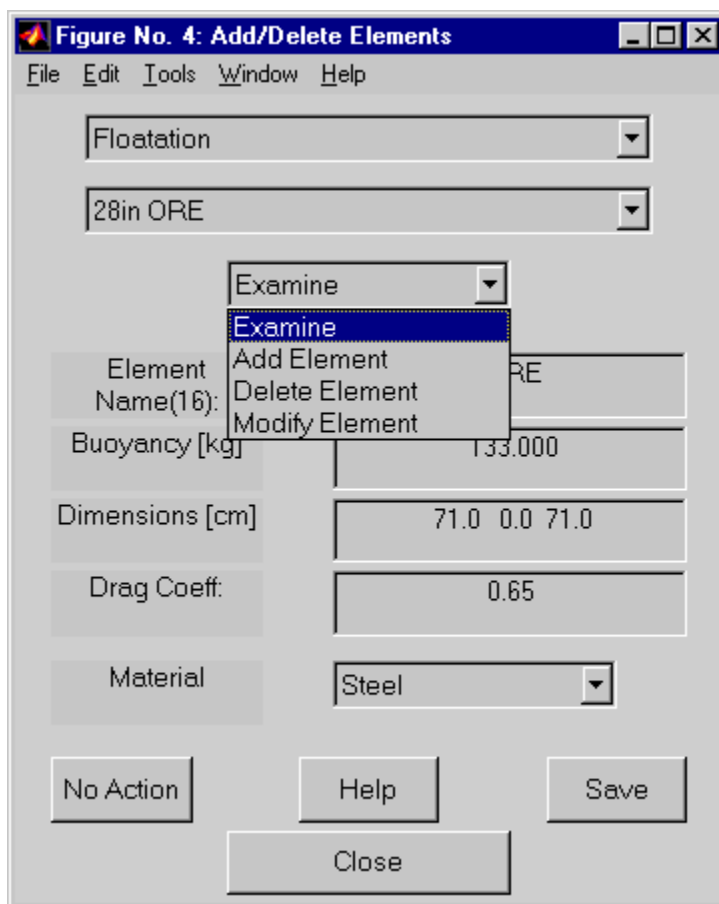 Figure No. 4: Add/Delete Elements
File Edit Tools Window Help
Floatation
28in ORE
Examine
Examine
Add Element
Delete Element
Modify Element
Element
Name(16):
Buoyancy [kg]
133.000
Dimensions [cm]
71.0 0.0 71.0
Drag Coeff:
0.65
Material
Steel
No Action
Help
Save
Close